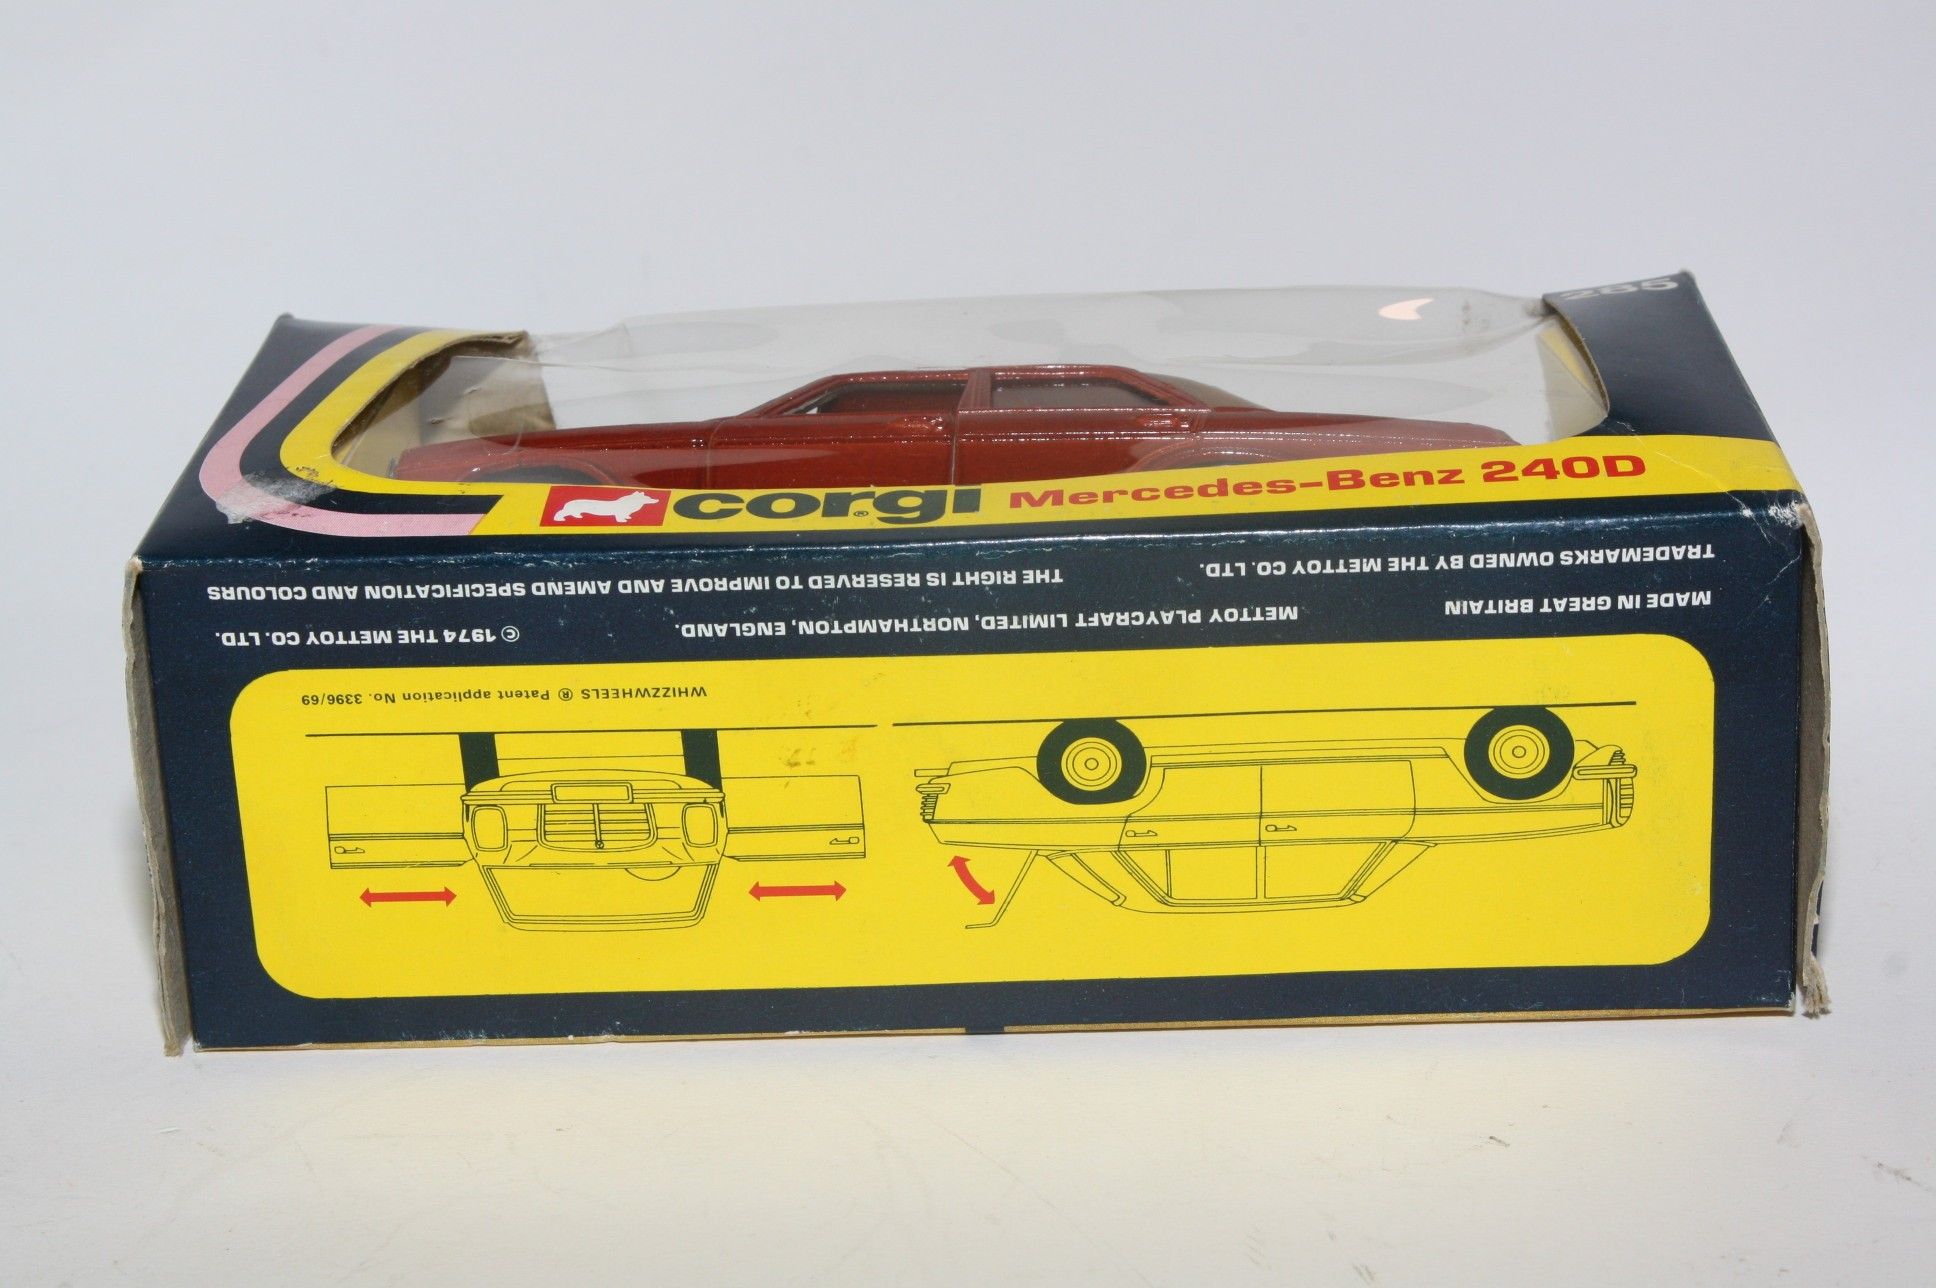 285
corgi® Mercedes-Benz 240D
WHIZZWHEELS ® Patent application No. 3396/69
MADE IN GREAT BRITAIN METTOY PLAYCRAFT LIMITED, NORTHAMPTON, ENGLAND. © 1974 THE METTOY CO. LTD.
TRADEMARKS OWNED BY THE METTOY CO. LTD. THE RIGHT IS RESERVED TO IMPROVE AND AMEND SPECIFICATION AND COLOURS